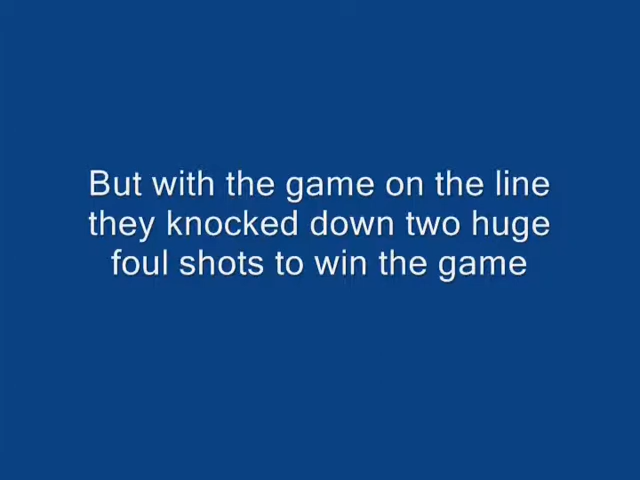 But with the game on the line
they knocked down two huge
foul shots to win the game